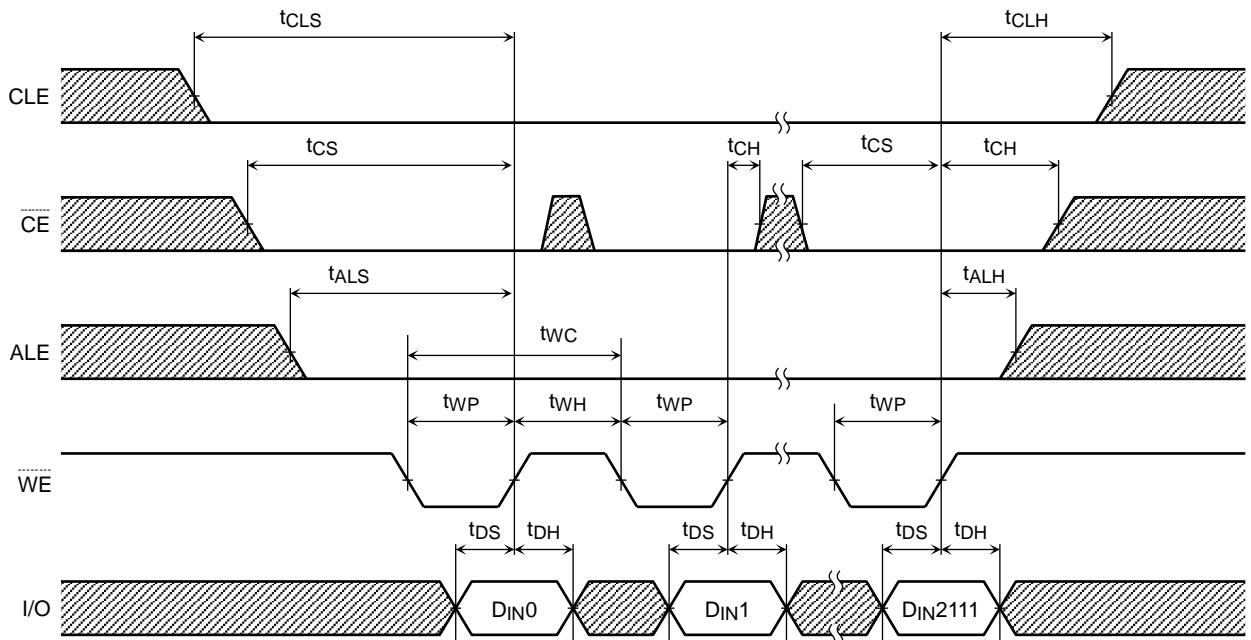 tCLS tCLH
CLE
tCS tCH tCS tCH
CE
tALS tALH
ALE
tWC
tWP tWH tWP tWP
WE
tDS tDH tDS tDH tDS tDH
I/O DIN0 DIN1 DIN2111